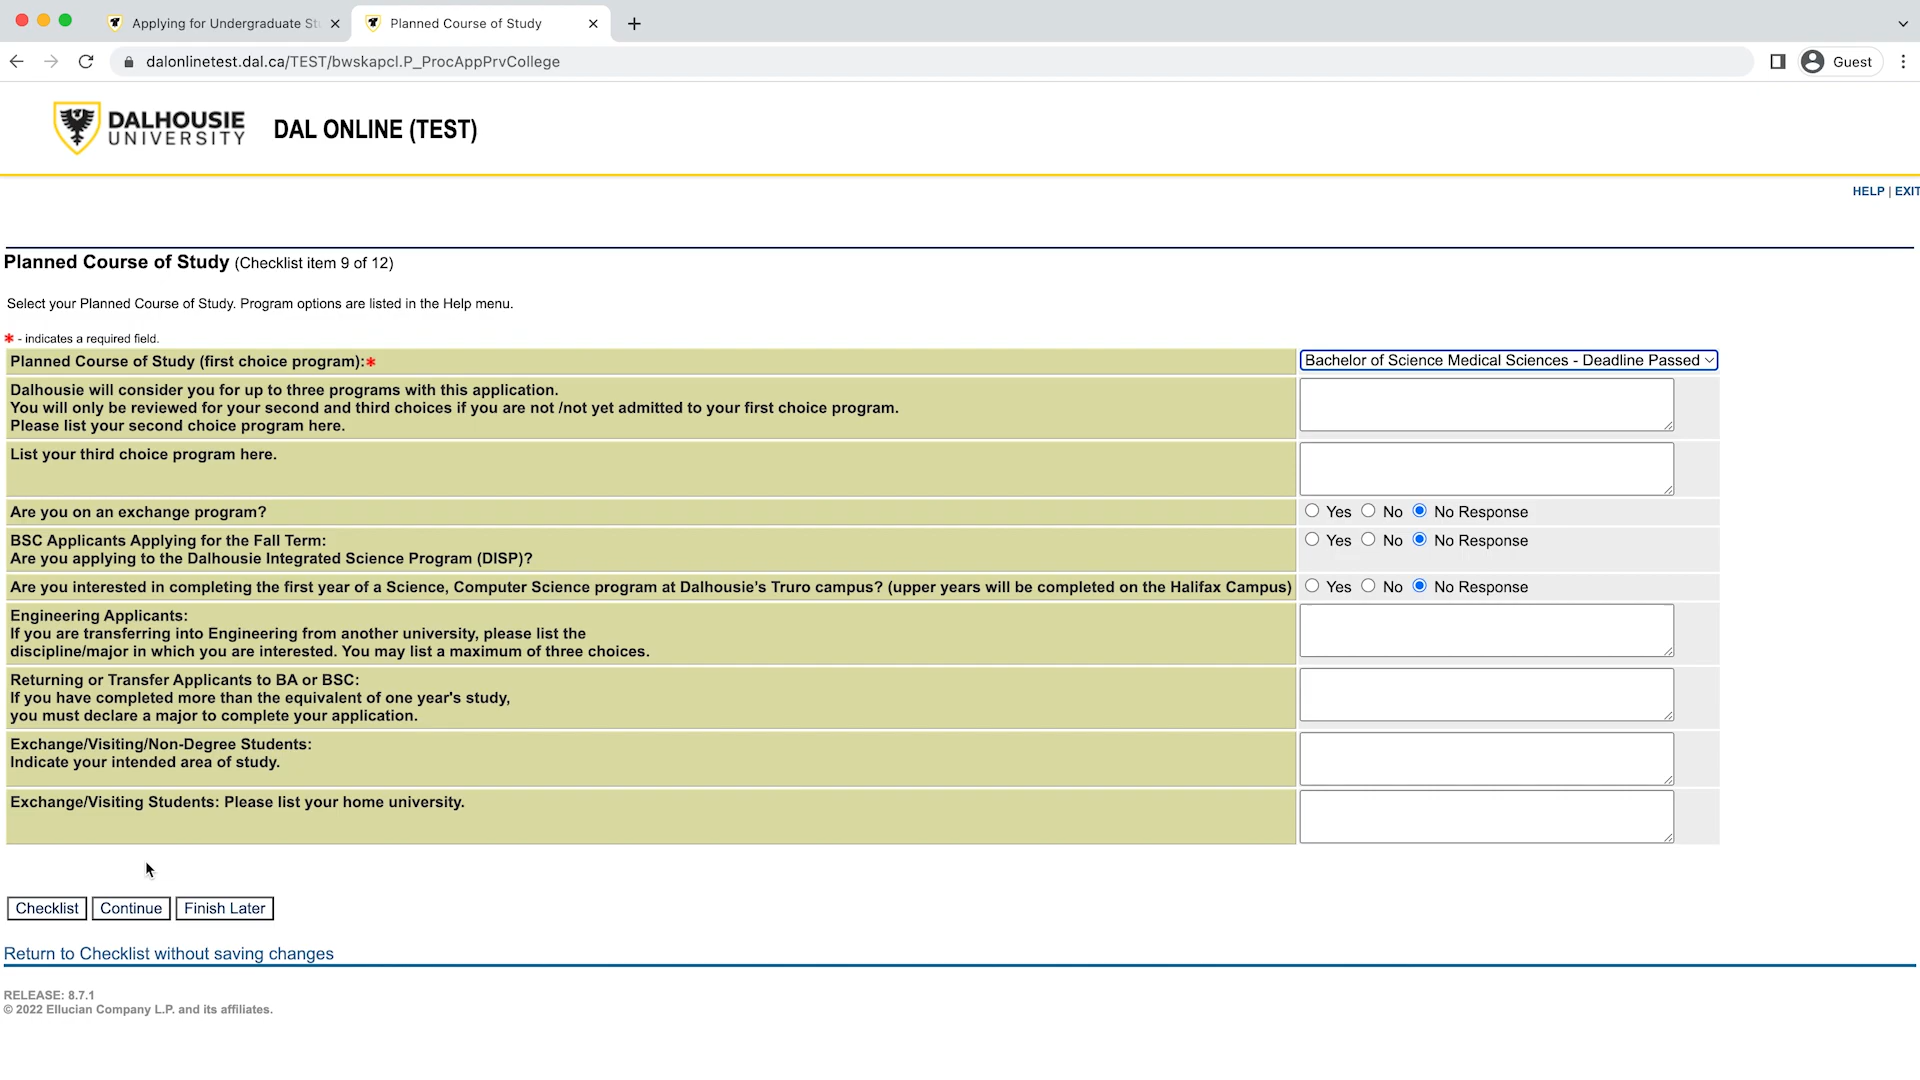 Applying for Undergraduate St
Planned Course of Study
dalonlinetest.dal.ca/TEST/bwskapcl.P_ProcAppPrvCollege
Guest
DALHOUSIE
UNIVERSITY
DAL ONLINE (TEST)
HELP | EXIT
Planned Course of Study (Checklist item 9 of 12)
Select your Planned Course of Study. Program options are listed in the Help menu.
* - indicates a required field.
Planned Course of Study (first choice program):*
Bachelor of Science Medical Sciences - Deadline Passed
Dalhousie will consider you for up to three programs with this application.
You will only be reviewed for your second and third choices if you are not /not yet admitted to your first choice program.
Please list your second choice program here.
List your third choice program here.
Are you on an exchange program?
Yes No No Response
BSC Applicants Applying for the Fall Term:
Are you applying to the Dalhousie Integrated Science Program (DISP)?
Yes No No Response
Are you interested in completing the first year of a Science, Computer Science program at Dalhousie's Truro campus? (upper years will be completed on the Halifax Campus)
Yes No No Response
Engineering Applicants:
If you are transferring into Engineering from another university, please list the
discipline/major in which you are interested. You may list a maximum of three choices.
Returning or Transfer Applicants to BA or BSC:
If you have completed more than the equivalent of one year's study,
you must declare a major to complete your application.
Exchange/Visiting/Non-Degree Students:
Indicate your intended area of study.
Exchange/Visiting Students: Please list your home university.
Checklist Continue Finish Later
Return to Checklist without saving changes
RELEASE: 8.7.1
© 2022 Ellucian Company L.P. and its affiliates.